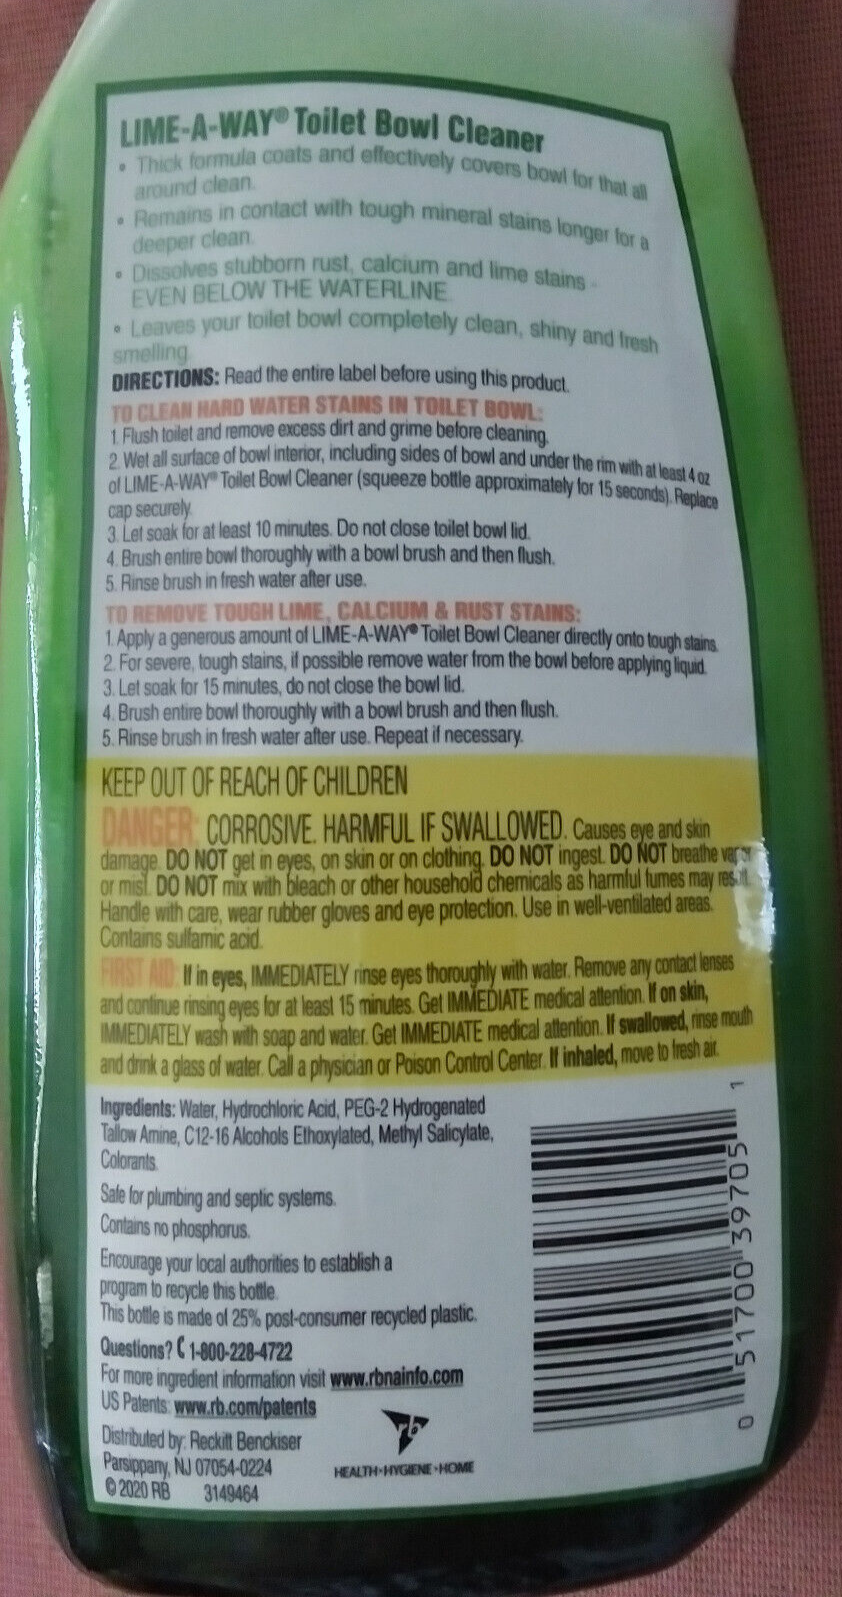 LIME-A-WAY® Toilet Bowl Cleaner
• Thick formula coats and effectively covers bowl for that all
around clean.
• Remains in contact with tough mineral stains longer for a
deeper clean.
• Dissolves stubborn rust, calcium and lime stains -
EVEN BELOW THE WATERLINE.
• Leaves your toilet bowl completely clean, shiny and fresh
smelling.
DIRECTIONS: Read the entire label before using this product.
TO CLEAN HARD WATER STAINS IN TOILET BOWL:
1. Flush toilet and remove excess dirt and grime before cleaning.
2. Wet all surface of bowl interior, including sides of bowl and under the rim with at least 4 oz
of LIME-A-WAY® Toilet Bowl Cleaner (squeeze bottle approximately for 15 seconds). Replace
cap securely.
3. Let soak for at least 10 minutes. Do not close toilet bowl lid.
4. Brush entire bowl thoroughly with a bowl brush and then flush.
5. Rinse brush in fresh water after use.
TO REMOVE TOUGH LIME, CALCIUM & RUST STAINS:
1. Apply a generous amount of LIME-A-WAY® Toilet Bowl Cleaner directly onto tough stains.
2. For severe, tough stains, if possible remove water from the bowl before applying liquid.
3. Let soak for 15 minutes, do not close the bowl lid.
4. Brush entire bowl thoroughly with a bowl brush and then flush.
5. Rinse brush in fresh water after use. Repeat if necessary.
KEEP OUT OF REACH OF CHILDREN
DANGER: CORROSIVE. HARMFUL IF SWALLOWED. Causes eye and skin
damage. DO NOT get in eyes, on skin or on clothing. DO NOT ingest. DO NOT breathe vapor
or mist. DO NOT mix with bleach or other household chemicals as harmful fumes may result.
Handle with care, wear rubber gloves and eye protection. Use in well-ventilated areas.
Contains sulfamic acid.
FIRST AID: If in eyes, IMMEDIATELY rinse eyes thoroughly with water. Remove any contact lenses
and continue rinsing eyes for at least 15 minutes. Get IMMEDIATE medical attention. If on skin,
IMMEDIATELY wash with soap and water. Get IMMEDIATE medical attention. If swallowed, rinse mouth
and drink a glass of water. Call a physician or Poison Control Center. If inhaled, move to fresh air.
Ingredients: Water, Hydrochloric Acid, PEG-2 Hydrogenated
Tallow Amine, C12-16 Alcohols Ethoxylated, Methyl Salicylate,
Colorants.
Safe for plumbing and septic systems.
Contains no phosphorus.
Encourage your local authorities to establish a
program to recycle this bottle.
This bottle is made of 25% post-consumer recycled plastic.
Questions? 1-800-228-4722
For more ingredient information visit www.rbnainfo.com
US Patents: www.rb.com/patents
Distributed by: Reckitt Benckiser
Parsippany, NJ 07054-0224
© 2020 RB 3149464
rb
HEALTH•HYGIENE•HOME
0 51700 39705 1